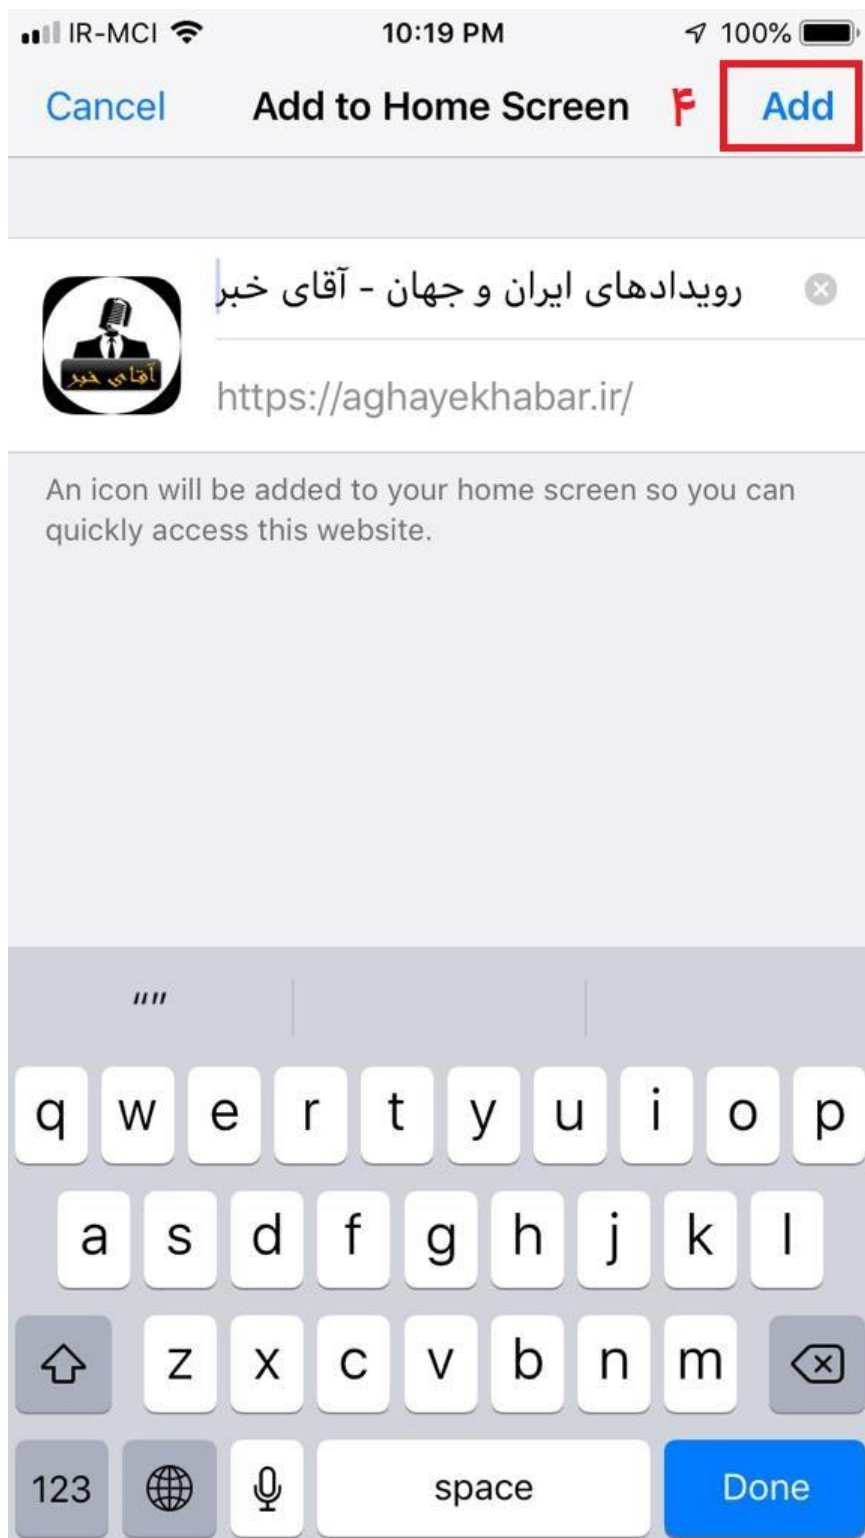 IR-MCI 10:19 PM 100%
Cancel Add to Home Screen ۴ Add
رویدادهای ایران و جهان - آقای خبر
آقای خبر
https://aghayekhabar.ir/
An icon will be added to your home screen so you can
quickly access this website.
“”
q w e r t y u i o p
a s d f g h j k l
z x c v b n m
123 space Done